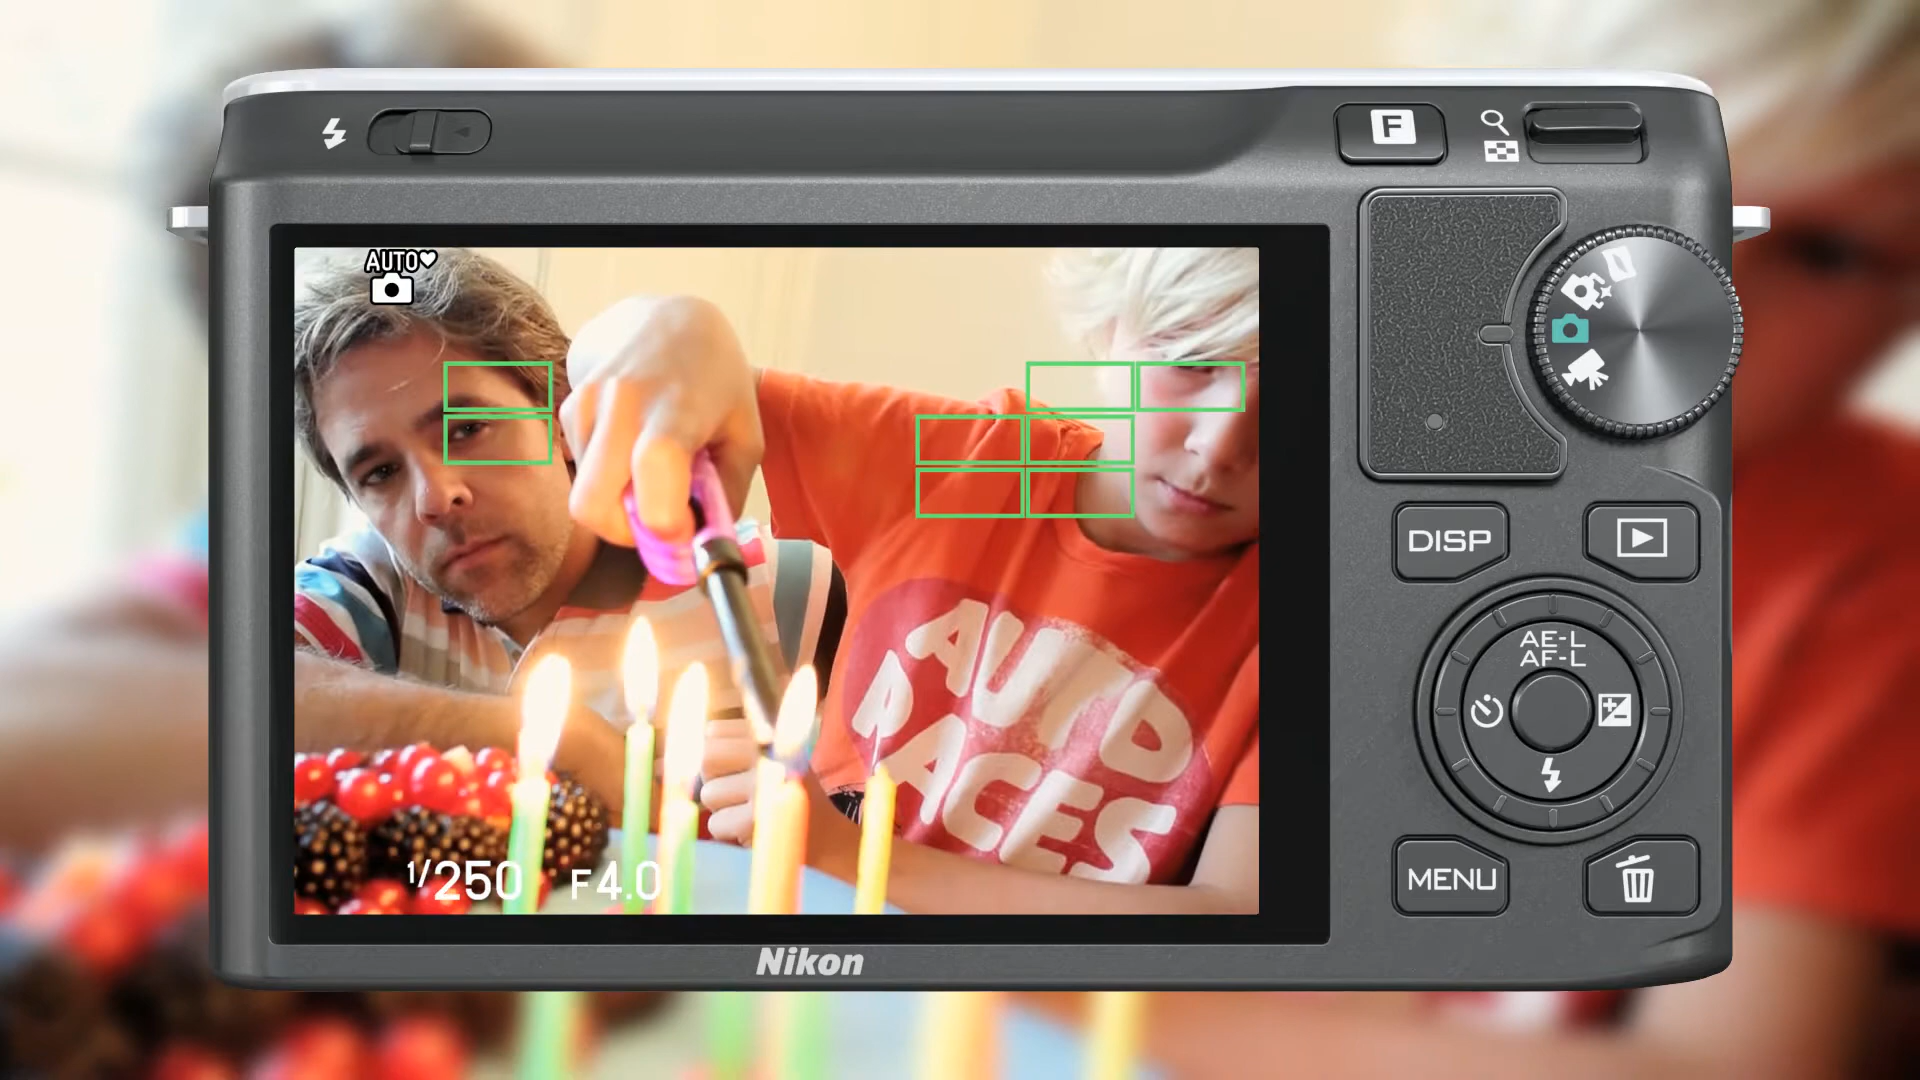 F
AUTO
AUTO
RACES
1/250 F4.0
Nikon
DISP
AE-L
AF-L
MENU